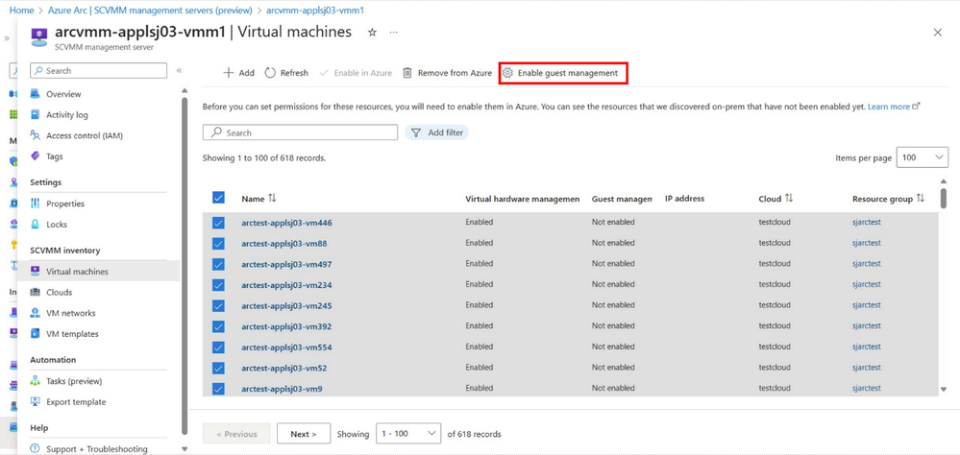 Home > Azure Arc | SCVMM management servers (preview) > arcvmm-applsj03-vmm1
arcvmm-applsj03-vmm1 | Virtual machines
SCVMM management server
Search
Overview
Activity log
Access control (IAM)
Tags
Settings
Properties
Locks
SCVMM inventory
Virtual machines
Clouds
VM networks
VM templates
Automation
Tasks (preview)
Export template
Help
Support + Troubleshooting
Add Refresh Enable in Azure Remove from Azure Enable guest management
Before you can set permissions for these resources, you will need to enable them in Azure. You can see the resources that we discovered on-prem that have not been enabled yet. Learn more
Search Add filter
Showing 1 to 100 of 618 records. Items per page 100
Name Virtual hardware managemen Guest managen IP address Cloud Resource group
arctest-applsj03-vm446 Enabled Not enabled testcloud sjarctest
arctest-applsj03-vm88 Enabled Not enabled testcloud sjarctest
arctest-applsj03-vm497 Enabled Not enabled testcloud sjarctest
arctest-applsj03-vm234 Enabled Not enabled testcloud sjarctest
arctest-applsj03-vm245 Enabled Not enabled testcloud sjarctest
arctest-applsj03-vm392 Enabled Not enabled testcloud sjarctest
arctest-applsj03-vm554 Enabled Not enabled testcloud sjarctest
arctest-applsj03-vm52 Enabled Not enabled testcloud sjarctest
arctest-applsj03-vm9 Enabled Not enabled testcloud sjarctest
< Previous Next > Showing 1 - 100 of 618 records